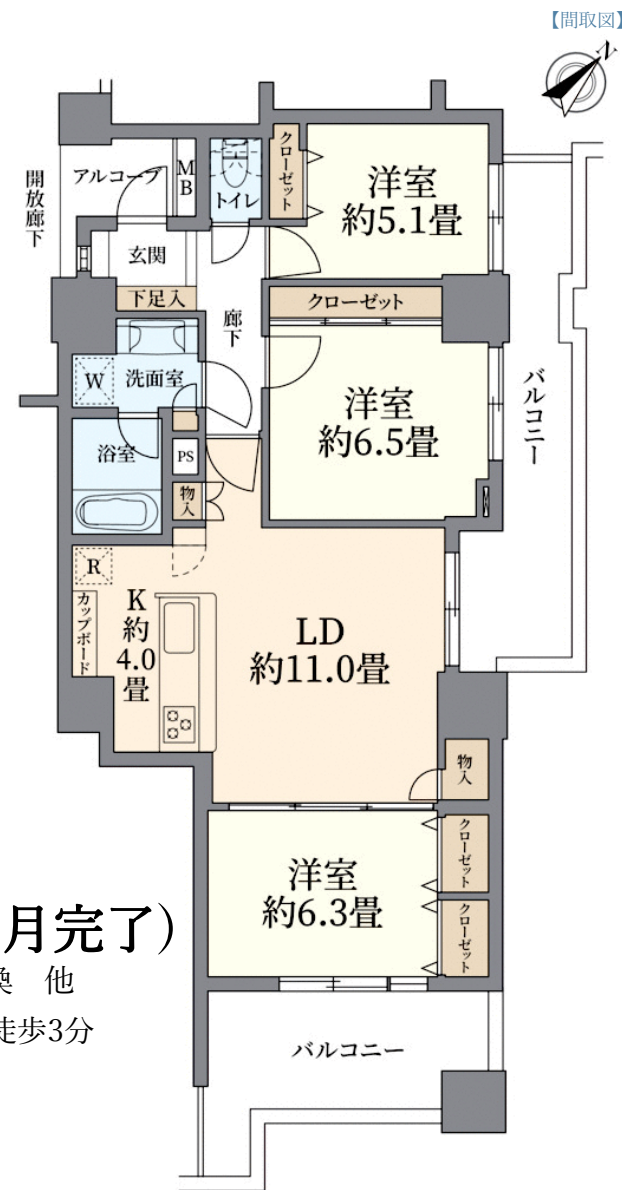 【間取図】
N
開放廊下
アルコーブ
MB
トイレ
クローゼット
洋室
約5.1畳
玄関
下足入
廊下
クローゼット
W
洗面室
洋室
約6.5畳
バルコニー
浴室
PS
物入
R
カップボード
K
約
4.0
畳
LD
約11.0畳
物入
洋室
約6.3畳
クローゼット
クローゼット
月完了)
他
徒歩3分
バルコニー